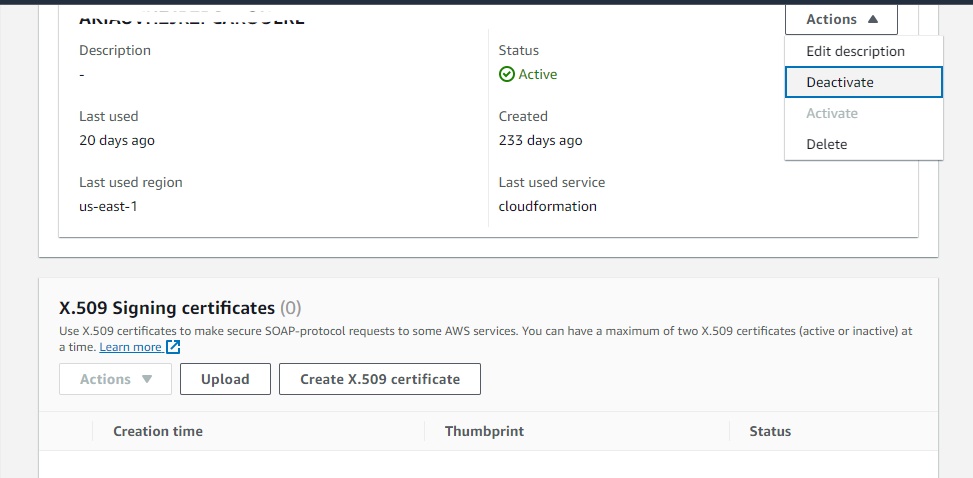 Actions ▲
Description
Status
Edit description
-
Active
Deactivate
Last used
Created
Activate
20 days ago
233 days ago
Delete
Last used region
Last used service
us-east-1
cloudformation
X.509 Signing certificates (0)
Use X.509 certificates to make secure SOAP-protocol requests to some AWS services. You can have a maximum of two X.509 certificates (active or inactive) at
a time. Learn more
Actions ▼ Upload Create X.509 certificate
Creation time Thumbprint Status